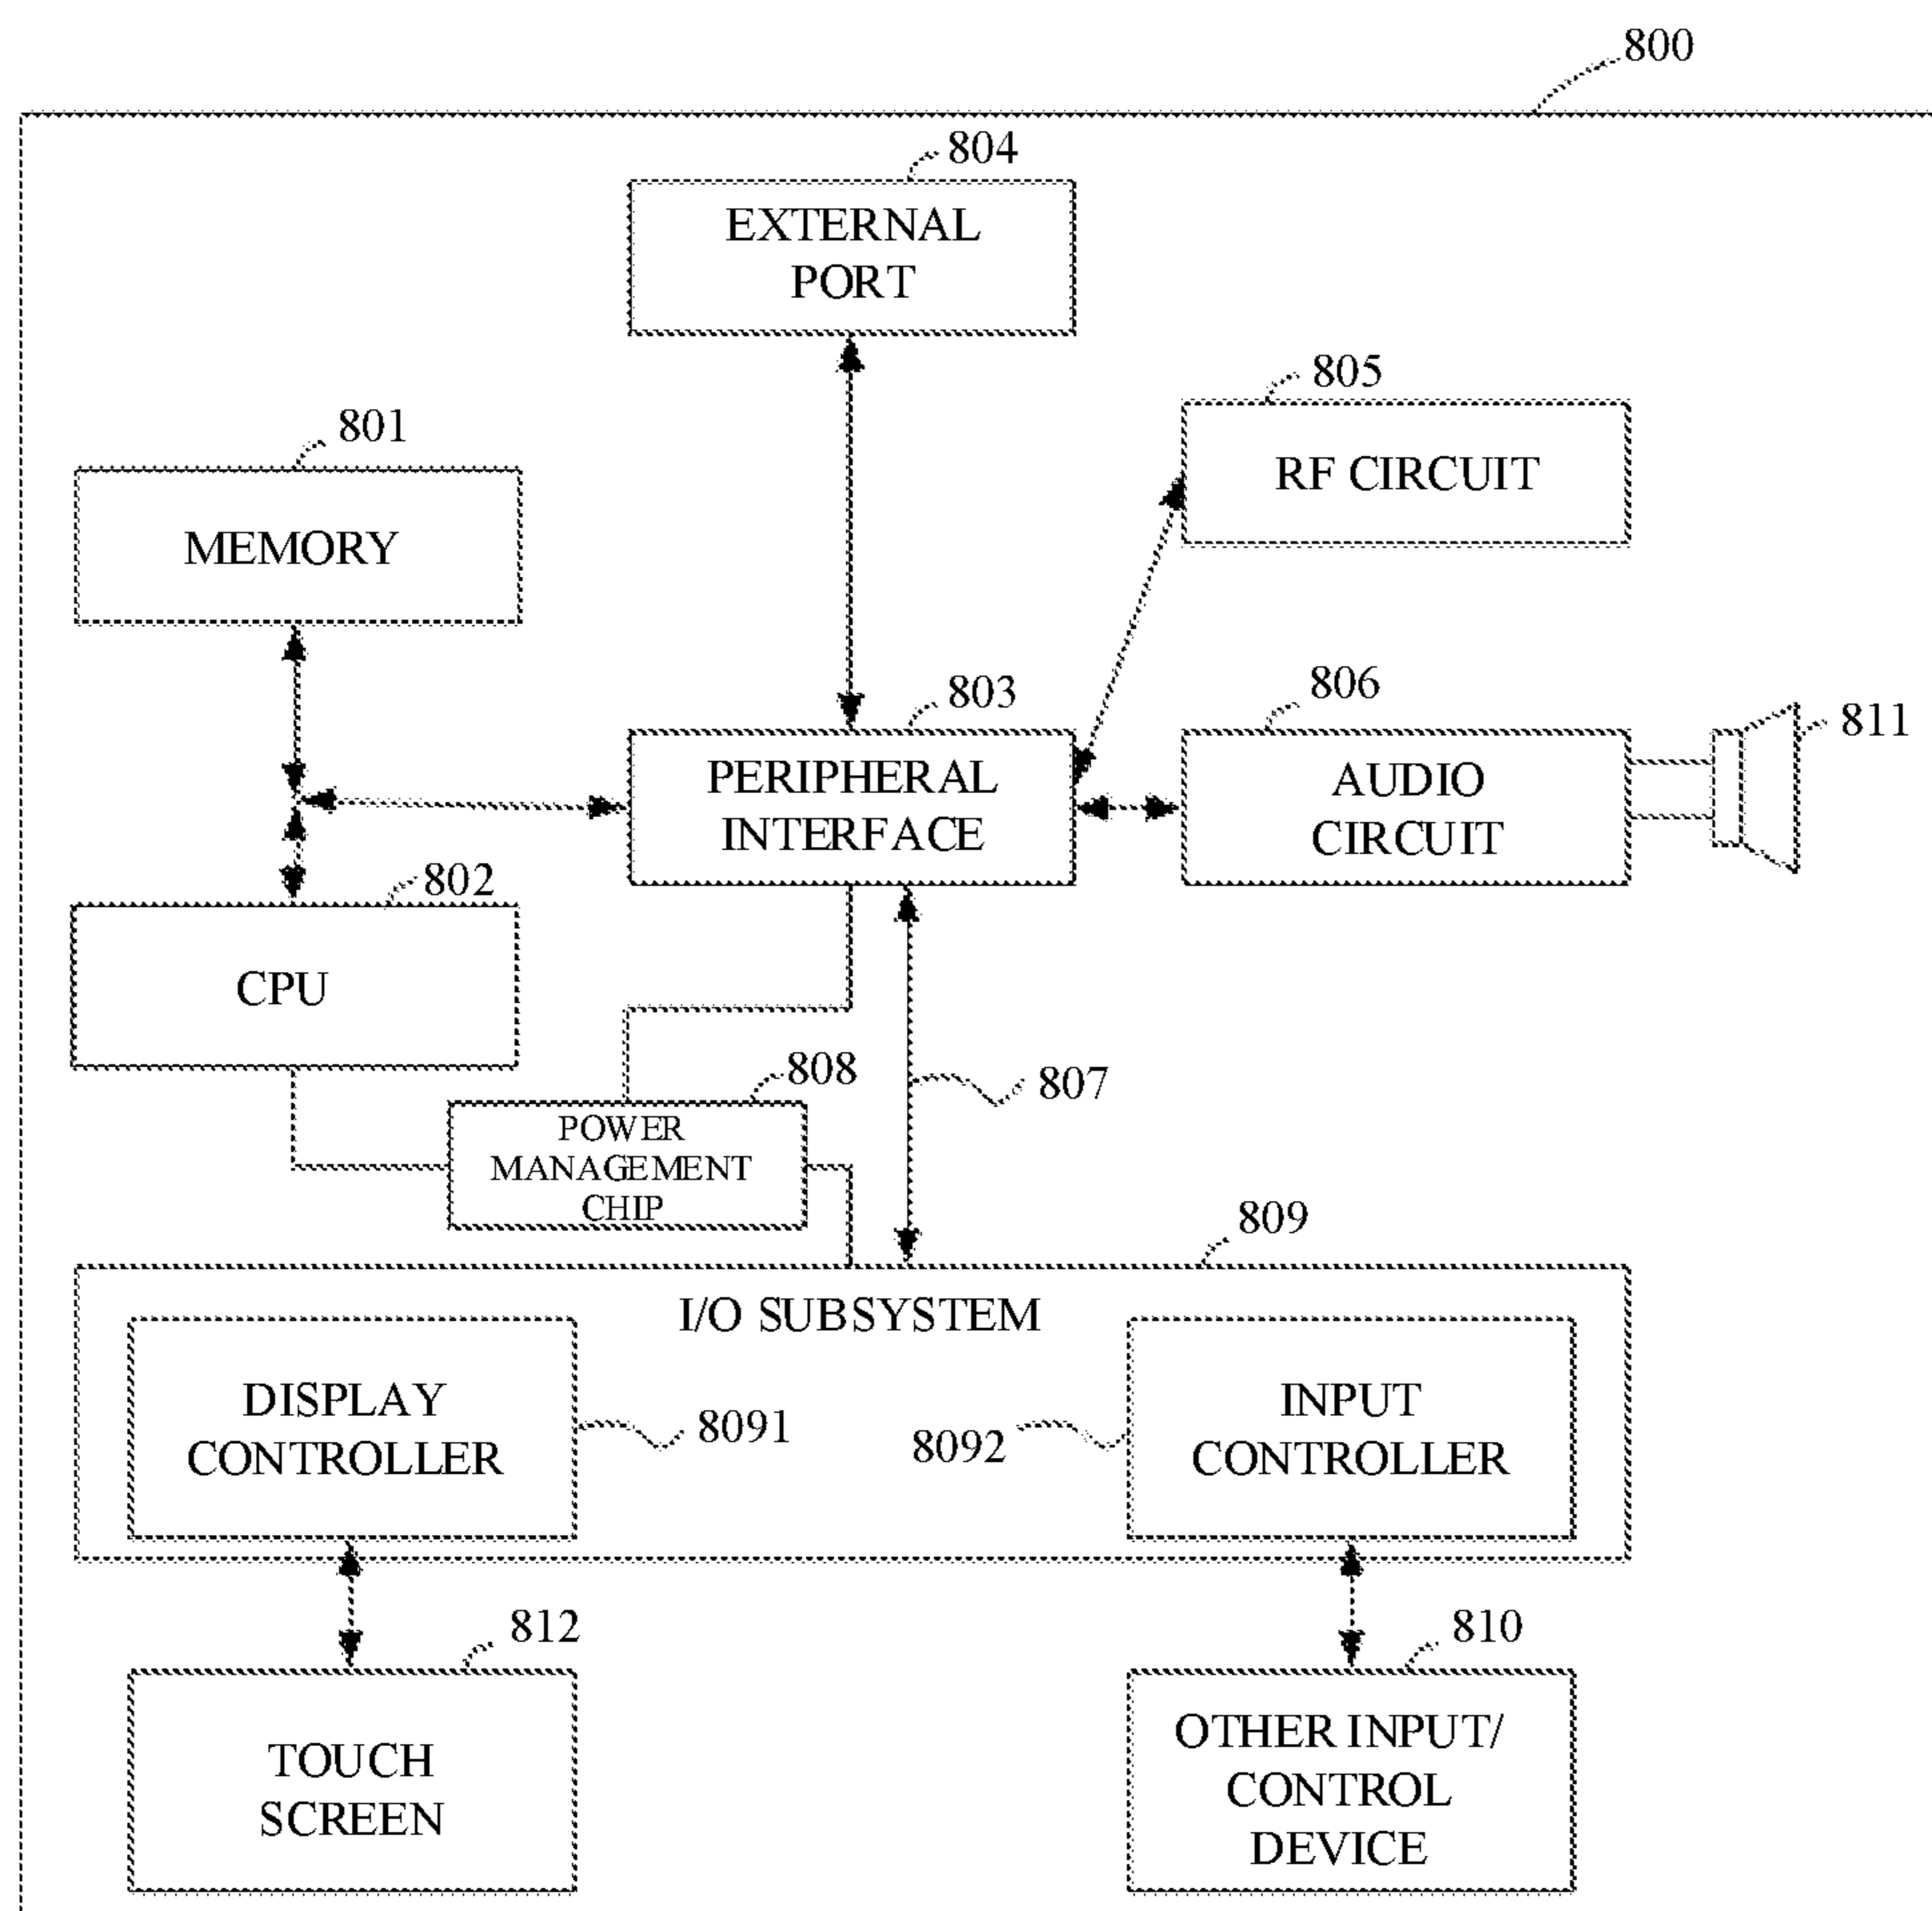 800
804
EXTERNAL
PORT
805
RF CIRCUIT
801
MEMORY
803
PERIPHERAL
INTERFACE
806
AUDIO
CIRCUIT
811
802
CPU
808
POWER
MANAGEMENT
CHIP
807
809
I/O SUBSYSTEM
DISPLAY
CONTROLLER
8091
8092
INPUT
CONTROLLER
812
TOUCH
SCREEN
810
OTHER INPUT/
CONTROL
DEVICE